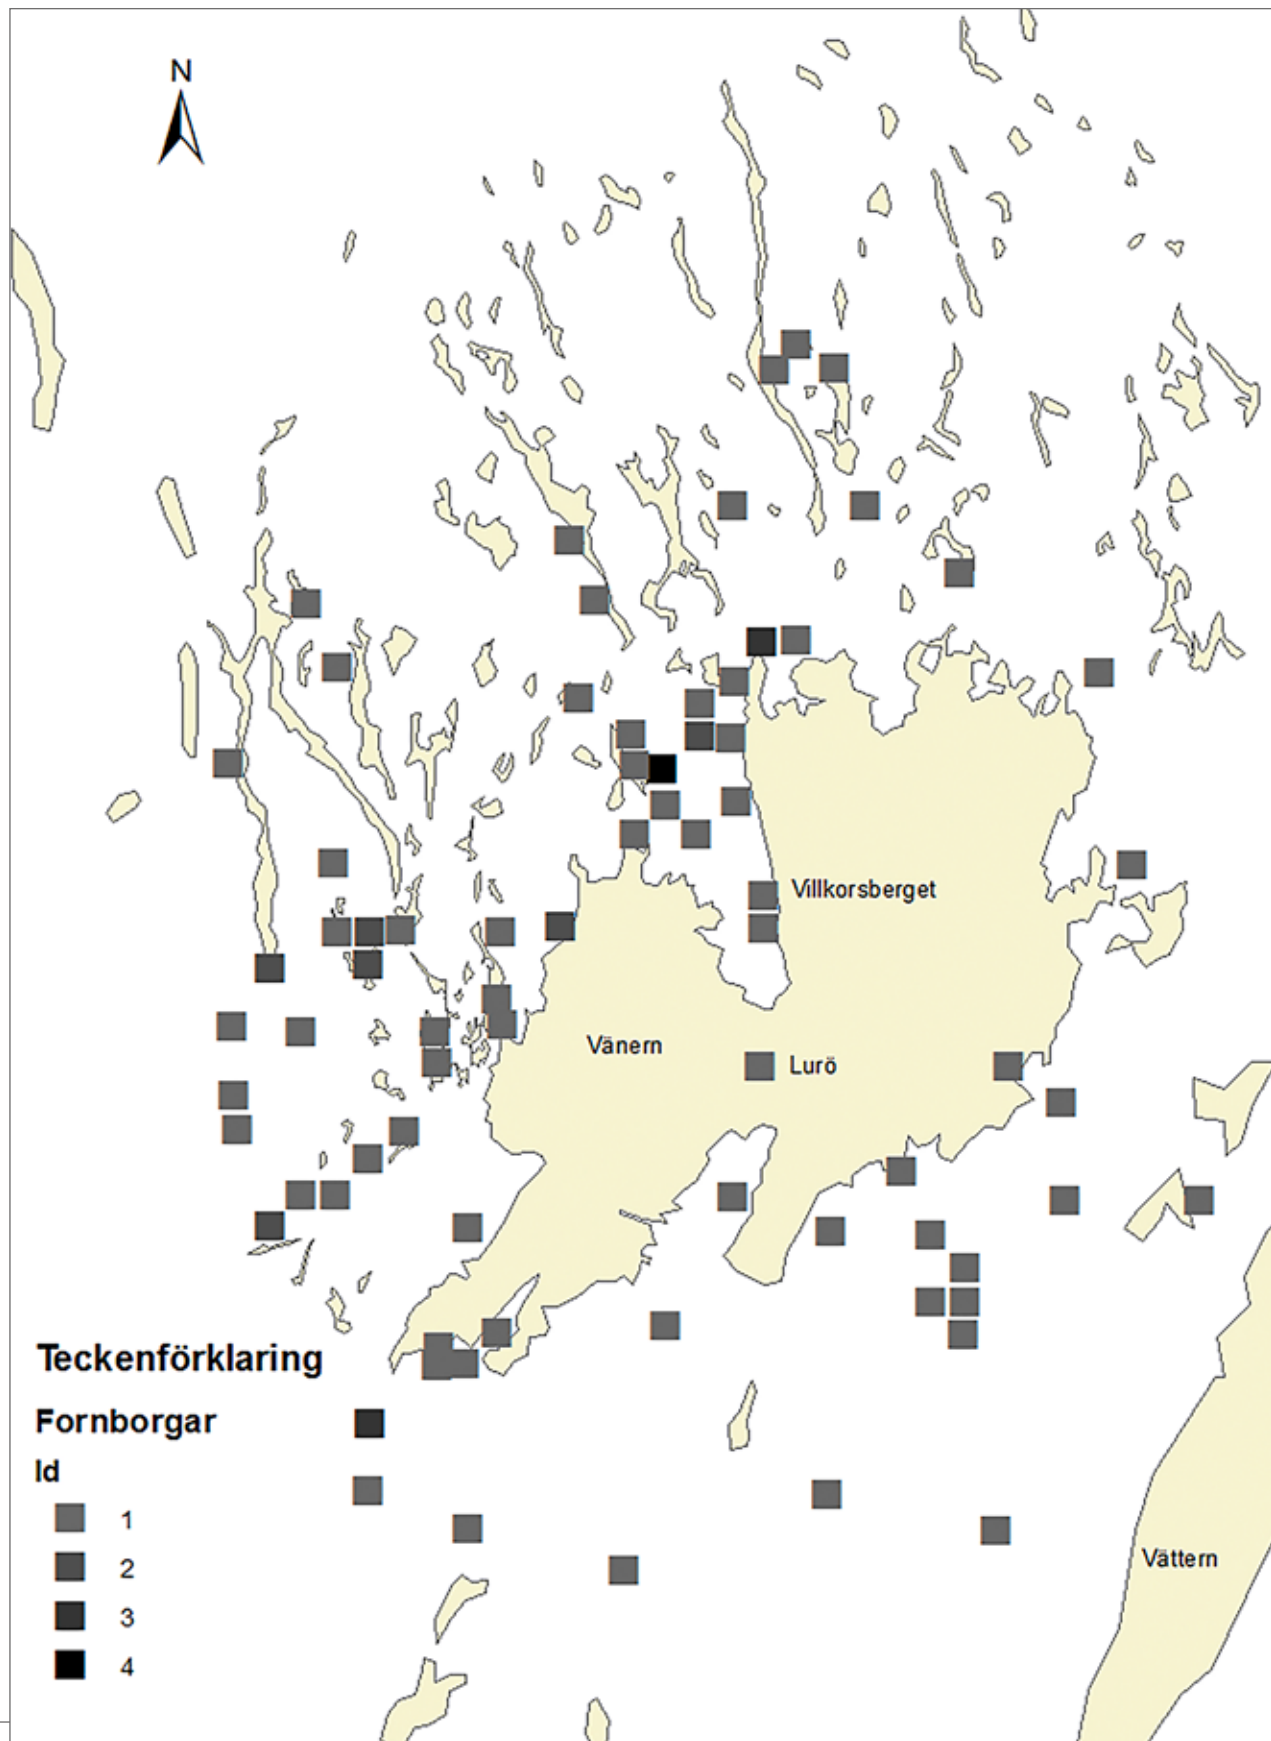 N
Villkorsberget
Vänern
Lurö
Teckenförklaring
Fornborgar
Id
1
2
3
4
Vättern